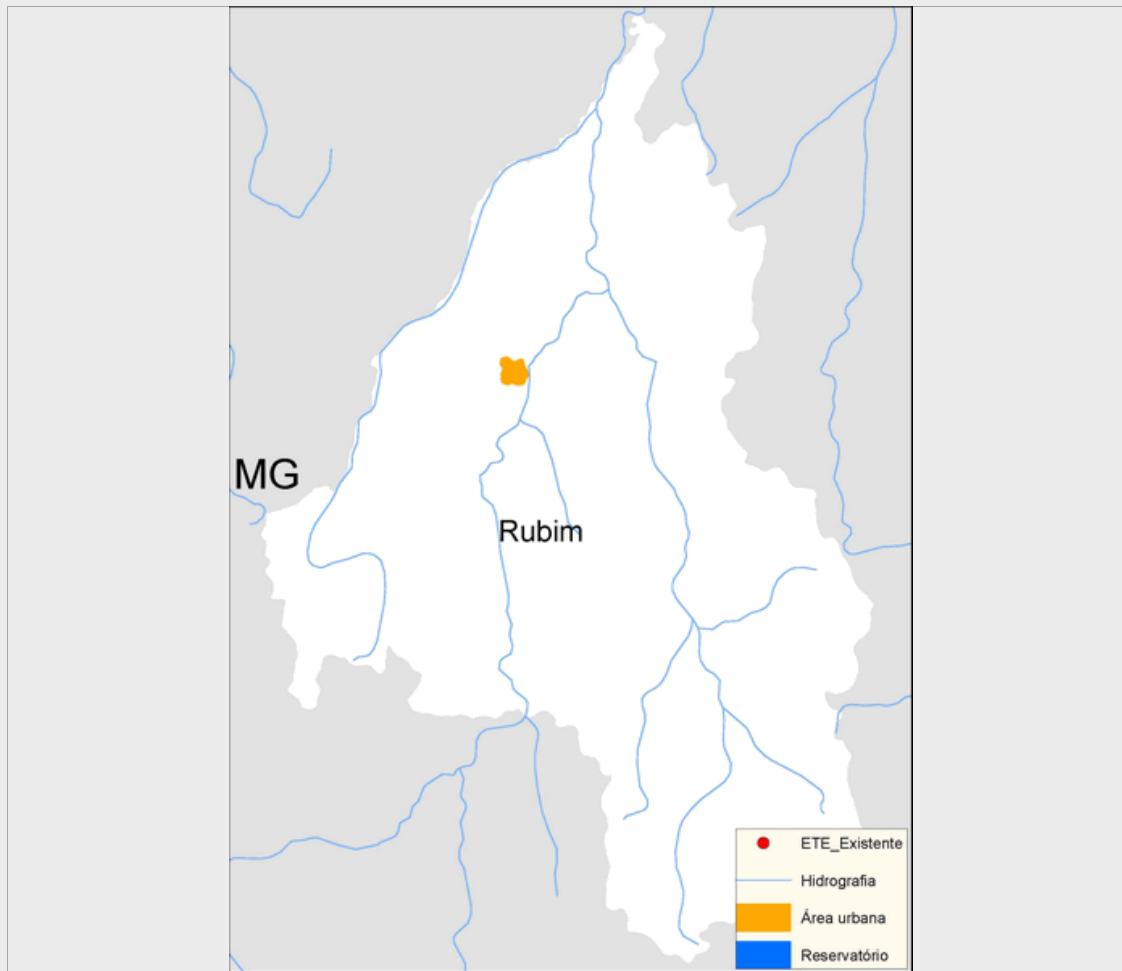 MG
Rubim
ETE_Existente
Hidrografia
Área urbana
Reservatório